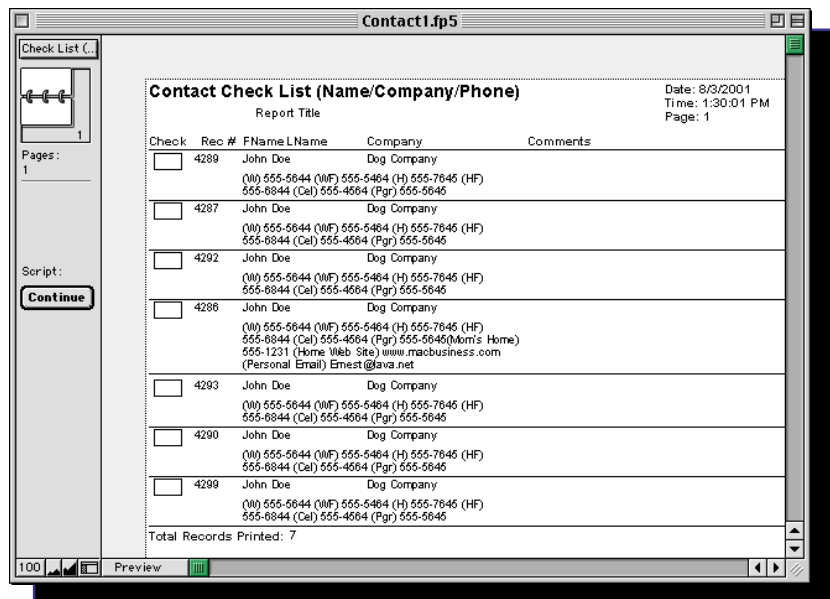 Contact1.fp5
Check List (..
1
Pages:
1
Script:
Continue
Contact Check List (Name/Company/Phone)
Report Title
Date: 8/3/2001
Time: 1:30:01 PM
Page: 1
Check Rec # FName LName Company Comments
4289 John Doe Dog Company
(W) 555-5644 (WF) 555-5464 (H) 555-7645 (HF)
555-6844 (Cel) 555-4564 (Pgr) 555-5645
4287 John Doe Dog Company
(W) 555-5644 (WF) 555-5464 (H) 555-7645 (HF)
555-6844 (Cel) 555-4564 (Pgr) 555-5645
4292 John Doe Dog Company
(W) 555-5644 (WF) 555-5464 (H) 555-7645 (HF)
555-6844 (Cel) 555-4564 (Pgr) 555-5645
4286 John Doe Dog Company
(W) 555-5644 (WF) 555-5464 (H) 555-7645 (HF)
555-6844 (Cel) 555-4564 (Pgr) 555-5645(Mom's Home)
555-1231 (Home Web Site) www.macbusiness.com
(Personal Email) Ernest@lava.net
4293 John Doe Dog Company
(W) 555-5644 (WF) 555-5464 (H) 555-7645 (HF)
555-6844 (Cel) 555-4564 (Pgr) 555-5645
4290 John Doe Dog Company
(W) 555-5644 (WF) 555-5464 (H) 555-7645 (HF)
555-6844 (Cel) 555-4564 (Pgr) 555-5645
4299 John Doe Dog Company
(W) 555-5644 (WF) 555-5464 (H) 555-7645 (HF)
555-6844 (Cel) 555-4564 (Pgr) 555-5645
Total Records Printed: 7
100 Preview